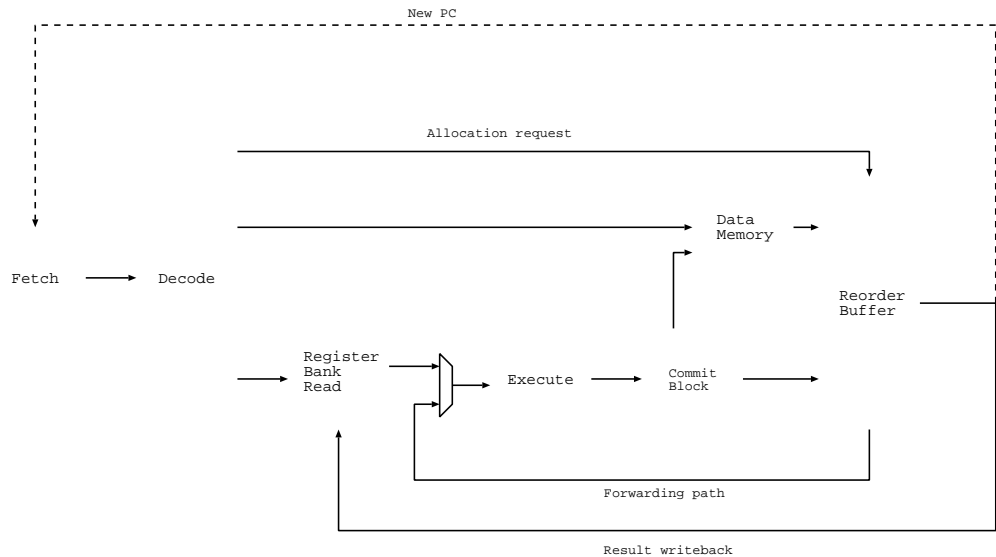 New PC
Allocation request
Data
Memory
Fetch
Decode
Reorder
Buffer
Register
Bank
Read
Execute
Commit
Block
Forwarding path
Result writeback